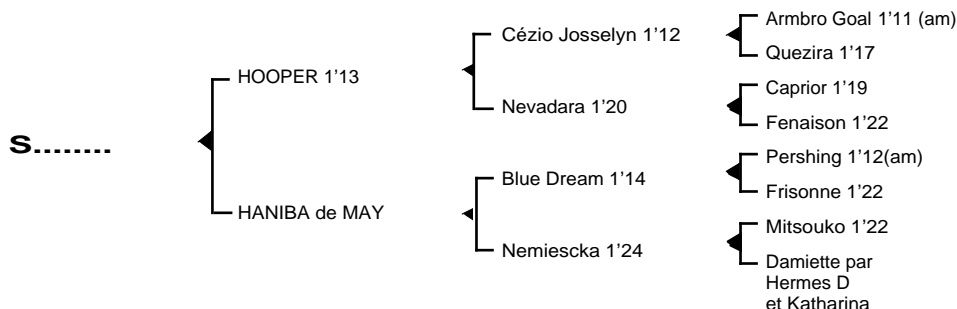 Armbro Goal 1’11 (am)
Cézio Josselyn 1’12
Quezira 1’17
HOOPER 1’13
Caprior 1’19
Nevadara 1’20
Fenaison 1’22
S........
Pershing 1’12(am)
Blue Dream 1’14
Frisonne 1’22
HANIBA de MAY
Mitsouko 1’22
Nemiescka 1’24
Damiette par
Hermes D
et Katharina